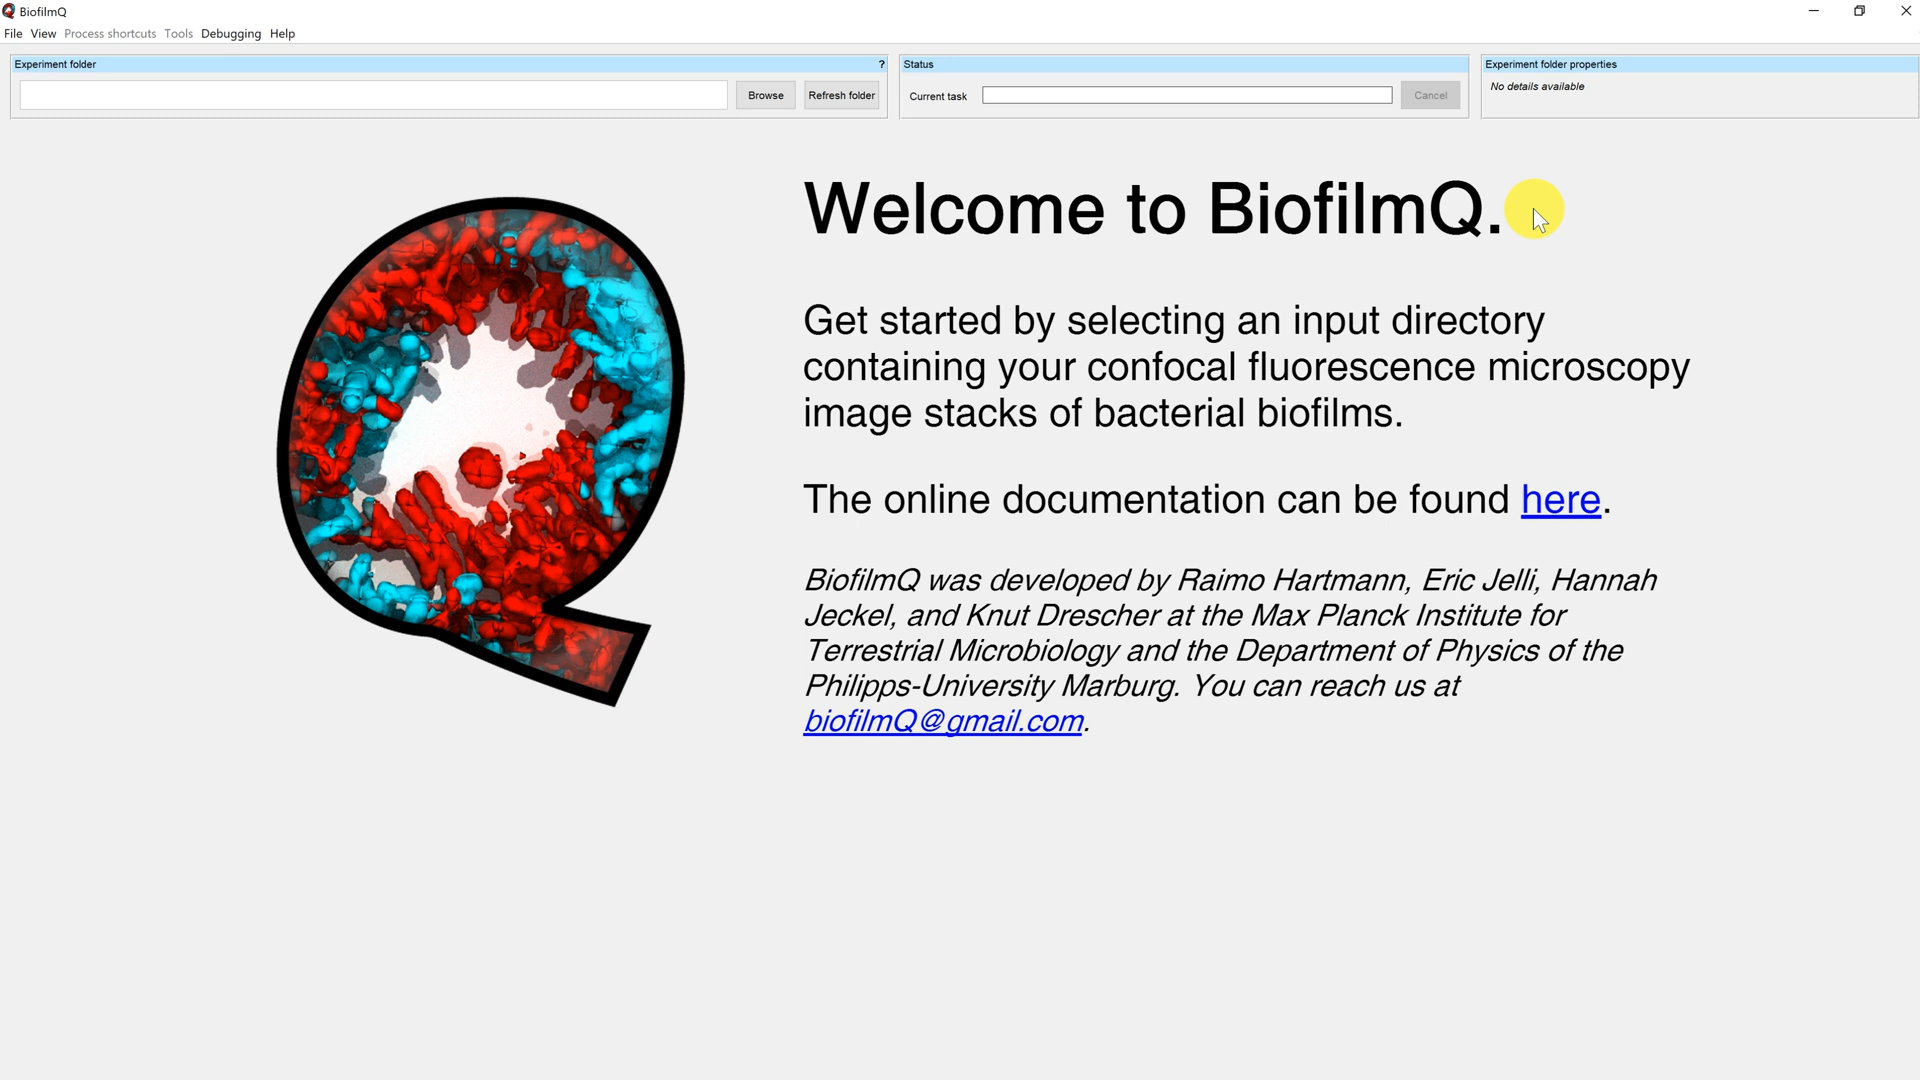 BiofilmQ
File View Process shortcuts Tools Debugging Help
Experiment folder ?
Browse Refresh folder
Status
Current task Cancel
Experiment folder properties
No details available
Welcome to BiofilmQ.
Get started by selecting an input directory
containing your confocal fluorescence microscopy
image stacks of bacterial biofilms.
The online documentation can be found here.
BiofilmQ was developed by Raimo Hartmann, Eric Jelli, Hannah
Jeckel, and Knut Drescher at the Max Planck Institute for
Terrestrial Microbiology and the Department of Physics of the
Philipps-University Marburg. You can reach us at
biofilmQ@gmail.com.